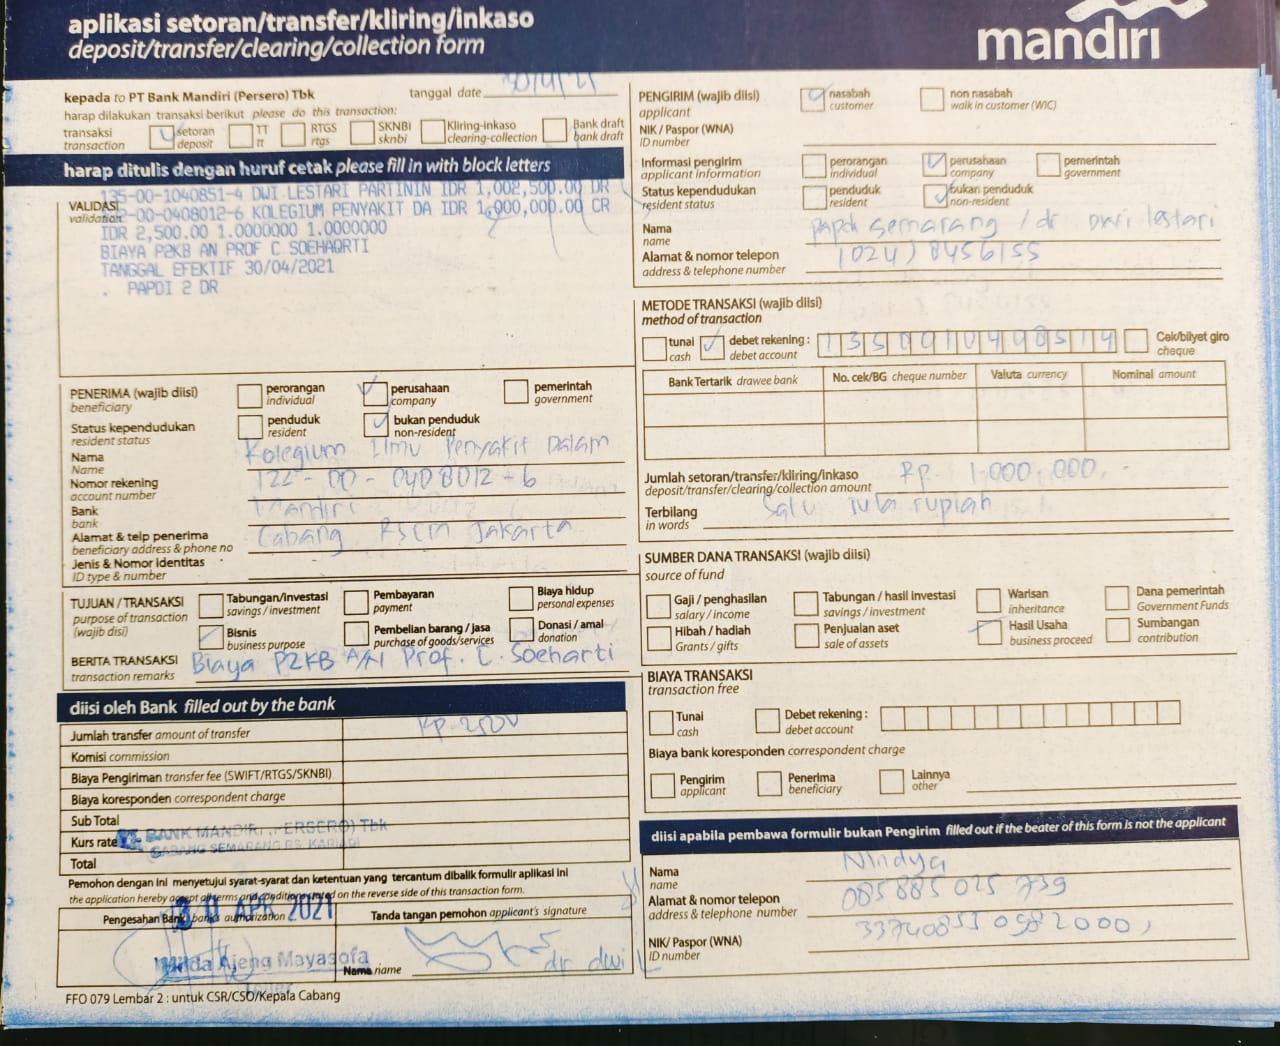 aplikasi setoran/transfer/kliring/inkaso
deposit/transfer/clearing/collection form
mandiri
kepada to PT Bank Mandiri (Persero) Tbk
tanggal date 30/4/21
harap dilakukan transaksi berikut please do this transaction:
transaksi transaction
setoran deposit
TT tt
RTGS rtgs
SKNBI sknbi
Kliring-inkaso clearing-collection
Bank draft bank draft
harap ditulis dengan huruf cetak please fill in with block letters
VALIDASI
validation
135-00-1040851-4 DWI LESTARI PARTININ IDR 1,002,500.00 DR
-00-0408012-6 KOLEGIUM PENYAKIT DA IDR 1,000,000.00 CR
IDR 2,500.00 1.0000000 1.0000000
BIAYA P2KB AN PROF C SOEHAQRTI
TANGGAL EFEKTIF 30/04/2021
PAPDI 2 DR
PENERIMA (wajib diisi)
beneficiary
perorangan individual
perusahaan company
pemerintah government
Status kependudukan
resident status
penduduk resident
bukan penduduk non-resident
Nama
Name
Kolegium Ilmu Penyakit Dalam
Nomor rekening
account number
122-00-0408012-6
Bank
bank
Mandiri
Alamat & telp penerima
beneficiary address & phone no
Cabang RSCM Jakarta
Jenis & Nomor Identitas
ID type & number
TUJUAN / TRANSAKSI
purpose of transaction
(wajib disi)
Tabungan/investasi savings / investment
Pembayaran payment
Biaya hidup personal expenses
Bisnis business purpose
Pembelian barang / jasa purchase of goods/services
Donasi / amal donation
BERITA TRANSAKSI
transaction remarks
Biaya P2KB A/N Prof. C. Soeharti
diisi oleh Bank filled out by the bank
Jumlah transfer amount of transfer
Rp. 2500
Komisi commission
Biaya Pengiriman transfer fee (SWIFT/RTGS/SKNBI)
Biaya koresponden correspondent charge
Sub Total
Kurs rate
Total
BANK MANDIRI (PERSERO) Tbk
CABANG SEMARANG RS. KARIADI
Pemohon dengan ini menyetujui syarat-syarat dan ketentuan yang tercantum dibalik formulir aplikasi ini
the application hereby accept all terms and conditions stated on the reverse side of this transaction form.
Pengesahan Bank bank's authorization
30 APR 2021
Tanda tangan pemohon applicant's signature
Ajeng Mayasofa
Nama name
dr dwi L
FFO 079 Lembar 2 : untuk CSR/CSO/Kepala Cabang
PENGIRIM (wajib diisi)
applicant
nasabah customer
non nasabah walk in customer (WIC)
NIK / Paspor (WNA)
ID number
Informasi pengirim
applicant information
perorangan individual
perusahaan company
pemerintah government
Status kependudukan
resident status
penduduk resident
bukan penduduk non-resident
Nama
name
Papdi Semarang / dr Dwi lestari
Alamat & nomor telepon
address & telephone number
(024) 8456155
METODE TRANSAKSI (wajib diisi)
method of transaction
tunai cash
debet rekening : debet account
Cek/bilyet giro cheque
Bank Tertarik drawee bank
No. cek/BG cheque number
Valuta currency
Nominal amount
Jumlah setoran/transfer/kliring/inkaso
deposit/transfer/clearing/collection amount
Rp. 1.000.000,-
Terbilang
in words
Satu juta rupiah
SUMBER DANA TRANSAKSI (wajib diisi)
source of fund
Gaji / penghasilan salary / income
Tabungan / hasil investasi savings / investment
Warisan inheritance
Dana pemerintah Government Funds
Hibah / hadiah Grants / gifts
Penjualan aset sale of assets
Hasil Usaha business proceed
Sumbangan contribution
BIAYA TRANSAKSI
transaction free
Tunai cash
Debet rekening : debet account
Biaya bank koresponden correspondent charge
Pengirim applicant
Penerima beneficiary
Lainnya other
diisi apabila pembawa formulir bukan Pengirim filled out if the beater of this form is not the applicant
Nama
name
Nindya
Alamat & nomor telepon
address & telephone number
085885025739
NIK/ Paspor (WNA)
ID number